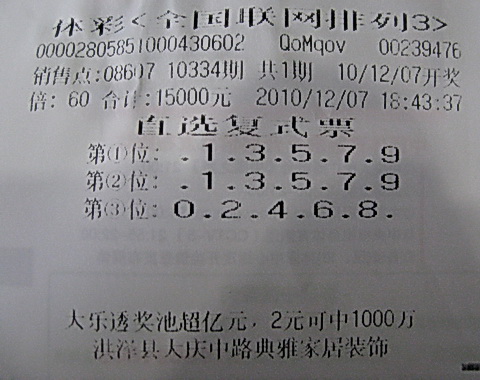 体彩<全国联网排列3>
00002805851000430602 QoMqov 00239476
销售点:08607 10334期 共1期 10/12/07开奖
倍: 60 合计:15000元 2010/12/07 18:43:37
直选复式票
第(1)位: .1.3.5.7.9
第(2)位: .1.3.5.7.9
第(3)位: 0.2.4.6.8.
大乐透奖池超亿元, 2元可中1000万
洪洋县大庆中路典雅家居装饰